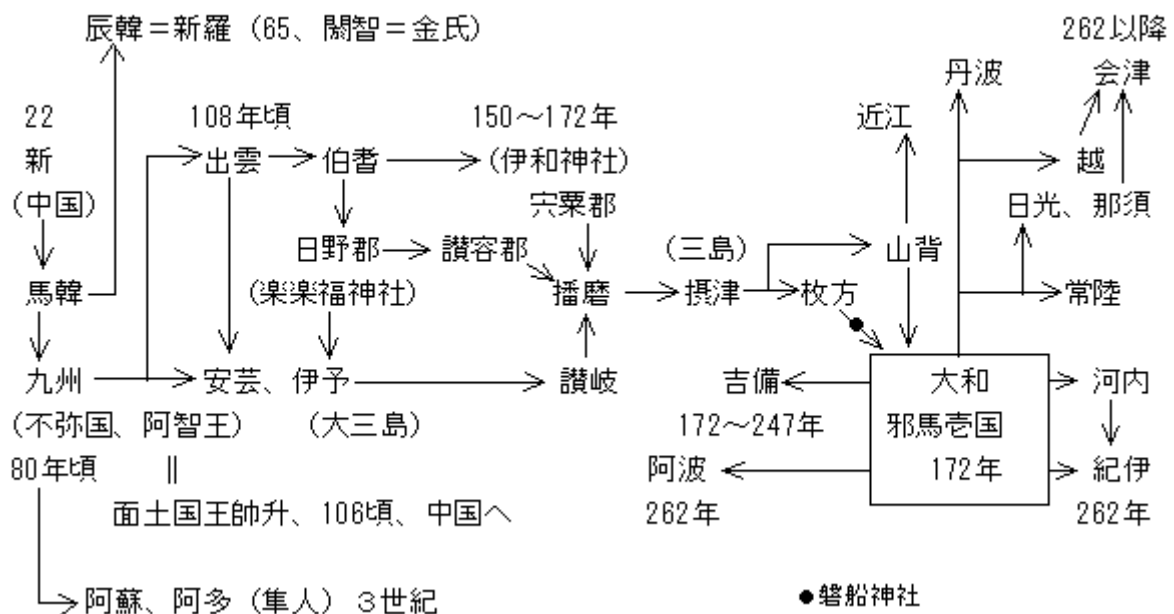 辰韓＝新羅（65、閼智＝金氏）
262以降
丹波
会津
22
108年頃
150～172年
近江
新
出雲
伯耆
（伊和神社）
越
（中国）
宍粟郡
日光、那須
日野郡
讃容郡
（三島）
山背
馬韓
（楽楽福神社）
播磨
摂津
枚方
常陸
九州
安芸、伊予
讃岐
吉備
大和
河内
（不弥国、阿智王）
（大三島）
172～247年
邪馬壱国
80年頃
||
阿波
172年
紀伊
面土国王帥升、106頃、中国へ
262年
262年
阿蘇、阿多（隼人）３世紀
●磐船神社